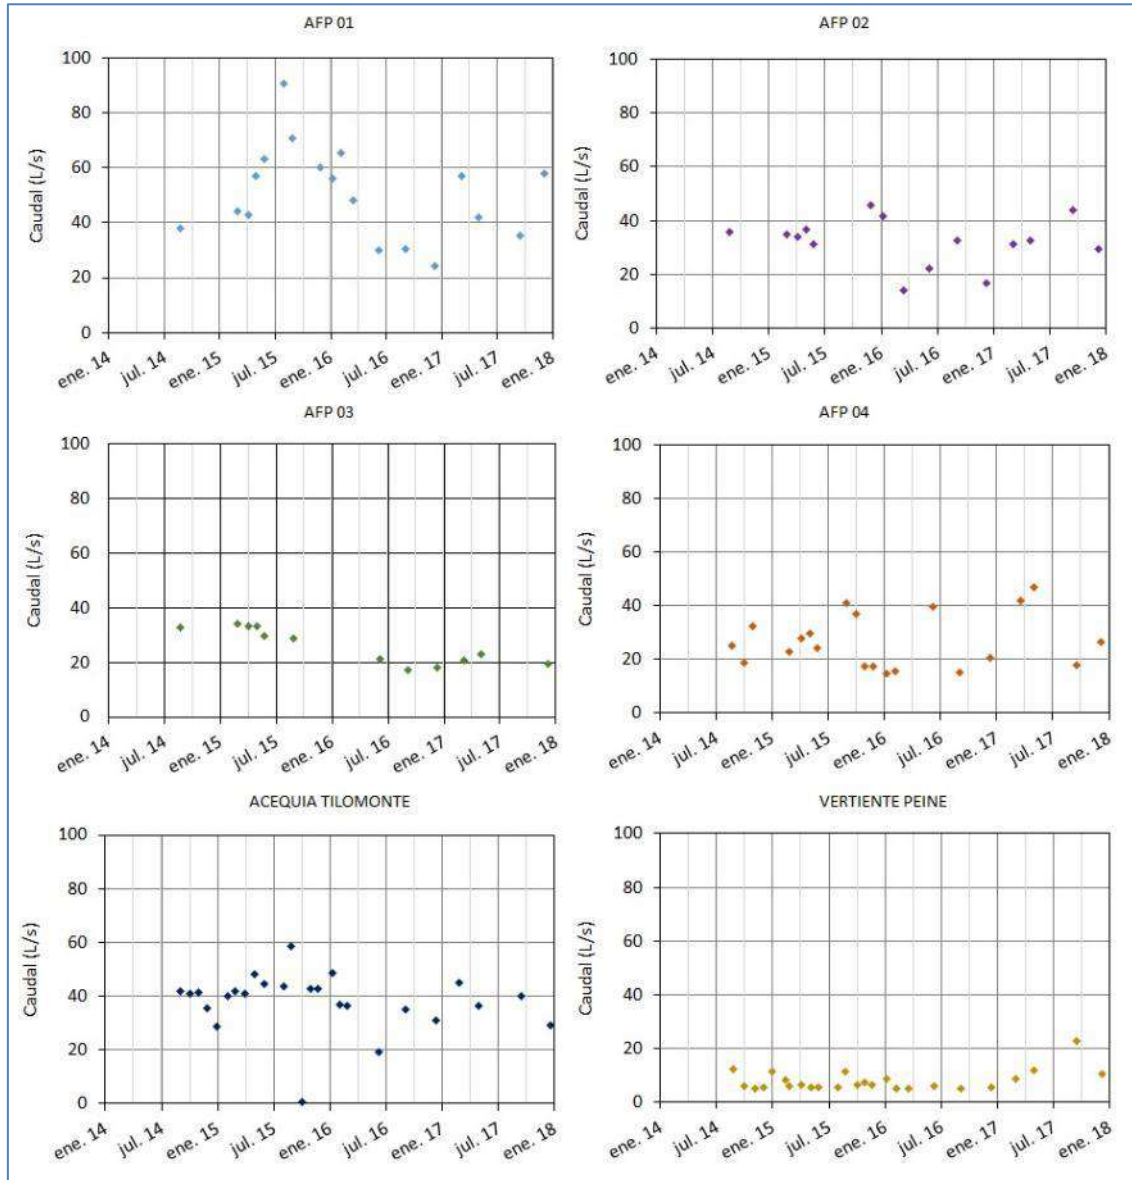 AFP 01
100
80
60
40
20
0
Caudal (L/s)
ene. 14
jul. 14
ene. 15
jul. 15
ene. 16
jul. 16
ene. 17
jul. 17
ene. 18
AFP 02
100
80
60
40
20
0
Caudal (L/s)
ene. 14
jul. 14
ene. 15
jul. 15
ene. 16
jul. 16
ene. 17
jul. 17
ene. 18
AFP 03
100
80
60
40
20
0
Caudal (L/s)
ene. 14
jul. 14
ene. 15
jul. 15
ene. 16
jul. 16
ene. 17
jul. 17
ene. 18
AFP 04
100
80
60
40
20
0
Caudal (L/s)
ene. 14
jul. 14
ene. 15
jul. 15
ene. 16
jul. 16
ene. 17
jul. 17
ene. 18
ACEQUIA TILOMONTE
100
80
60
40
20
0
Caudal (L/s)
ene. 14
jul. 14
ene. 15
jul. 15
ene. 16
jul. 16
ene. 17
jul. 17
ene. 18
VERTIENTE PEINE
100
80
60
40
20
0
Caudal (L/s)
ene. 14
jul. 14
ene. 15
jul. 15
ene. 16
jul. 16
ene. 17
jul. 17
ene. 18